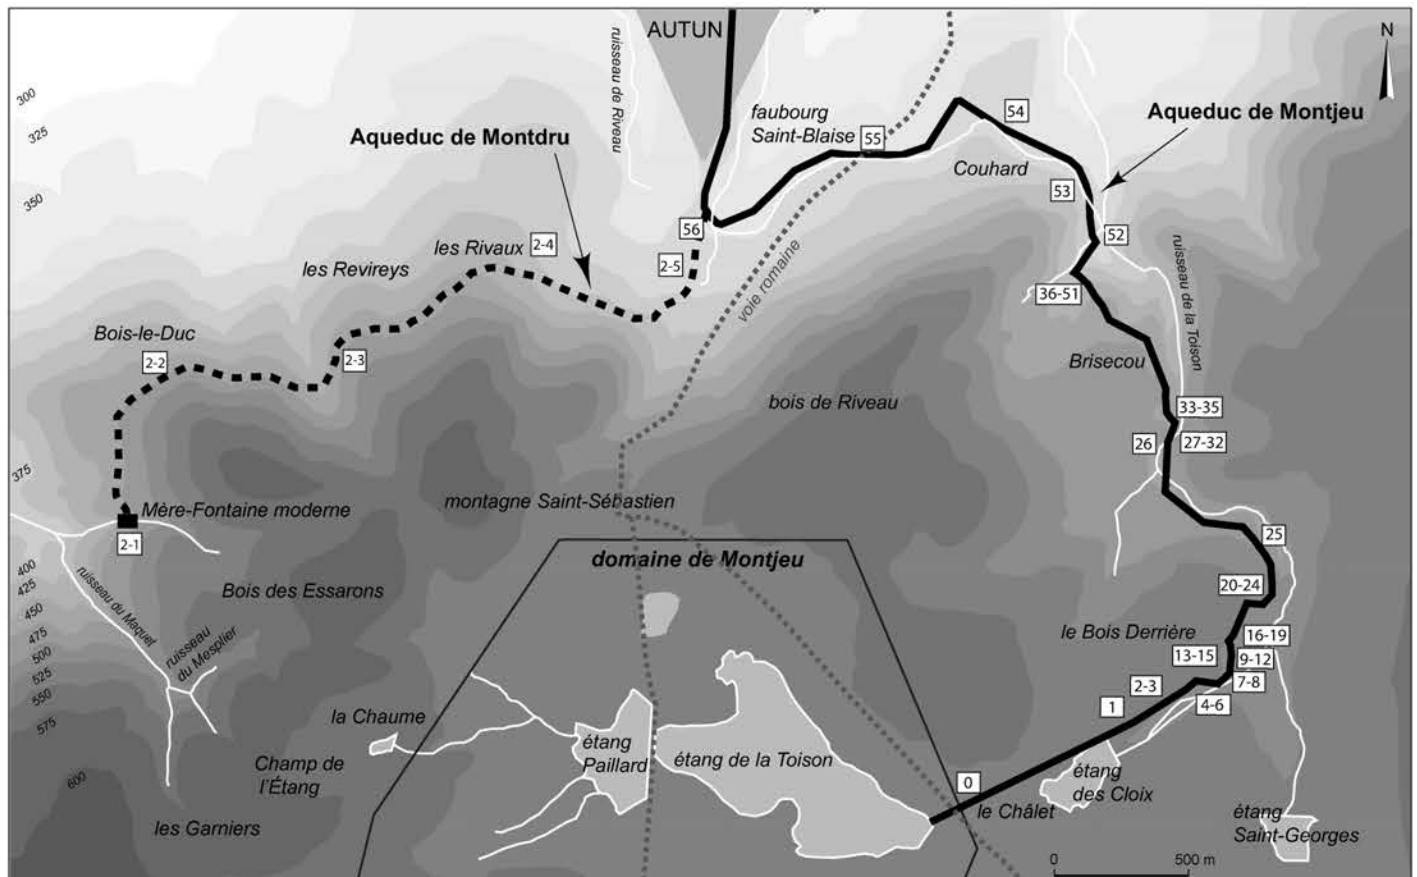 AUTUN
N
ruisseau de Riveau
300
325
350
Aqueduc de Montdru
faubourg
Saint-Blaise
55
54
Aqueduc de Montjeu
Couhard
53
52
56
2-5
les Rivaux
2-4
les Revireys
voie romaine
ruisseau de la Toison
36-51
Bois-le-Duc
2-2
2-3
Brisecou
bois de Riveau
33-35
26
27-32
375
Mère-Fontaine moderne
2-1
montagne Saint-Sébastien
25
domaine de Montjeu
400
425
450
475
500
525
550
575
600
ruisseau du Maquet
ruisseau
du Mesplier
Bois des Essarons
20-24
le Bois Derrière
16-19
13-15
9-12
7-8
2-3
4-6
1
la Chaume
étang
Paillard
étang de la Toison
Champ de
l'Étang
0
le Châlet
étang
des Cloix
les Garniers
étang
Saint-Georges
0
500 m